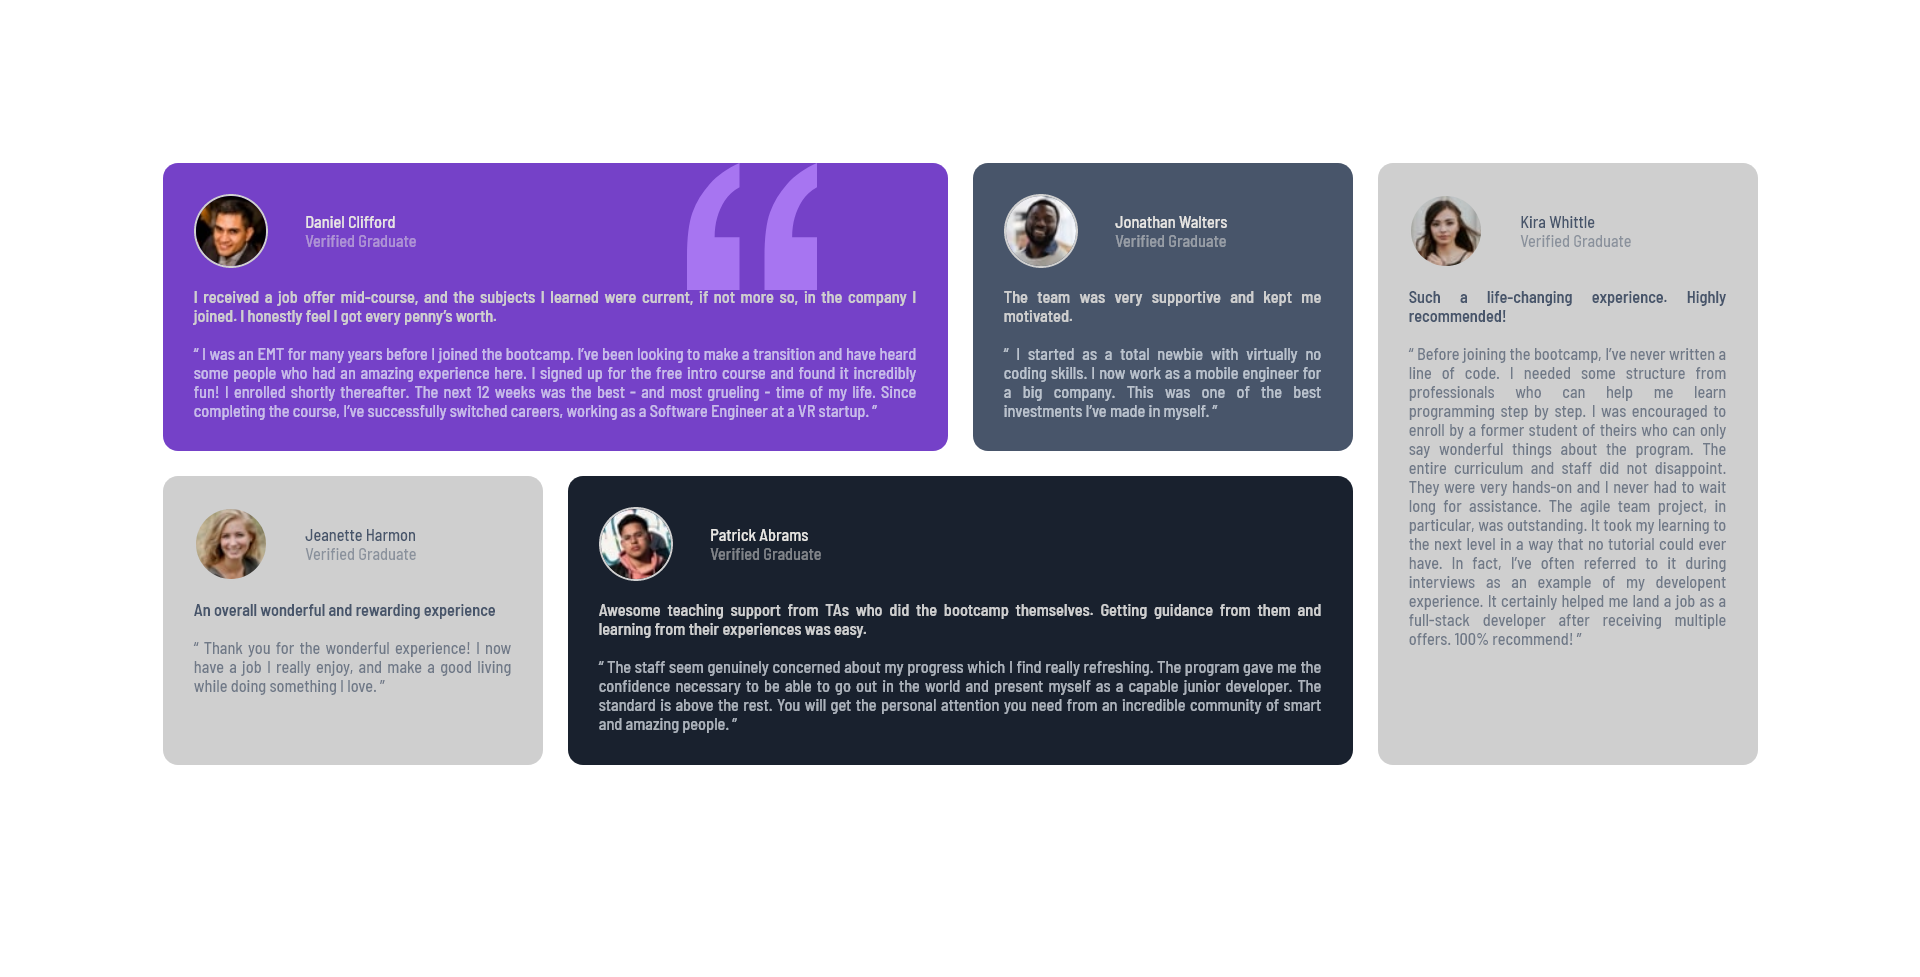 Daniel Clifford
Verified Graduate
I received a job offer mid-course, and the subjects I learned were current, if not more so, in the company I
joined. I honestly feel I got every penny’s worth.
“ I was an EMT for many years before I joined the bootcamp. I’ve been looking to make a transition and have heard
some people who had an amazing experience here. I signed up for the free intro course and found it incredibly
fun! I enrolled shortly thereafter. The next 12 weeks was the best - and most grueling - time of my life. Since
completing the course, I’ve successfully switched careers, working as a Software Engineer at a VR startup. ”
Jonathan Walters
Verified Graduate
The team was very supportive and kept me
motivated.
“ I started as a total newbie with virtually no
coding skills. I now work as a mobile engineer for
a big company. This was one of the best
investments I’ve made in myself. ”
Kira Whittle
Verified Graduate
Such a life-changing experience. Highly
recommended!
“ Before joining the bootcamp, I’ve never written a
line of code. I needed some structure from
professionals who can help me learn
programming step by step. I was encouraged to
enroll by a former student of theirs who can only
say wonderful things about the program. The
entire curriculum and staff did not disappoint.
They were very hands-on and I never had to wait
long for assistance. The agile team project, in
particular, was outstanding. It took my learning to
the next level in a way that no tutorial could ever
have. In fact, I’ve often referred to it during
interviews as an example of my developent
experience. It certainly helped me land a job as a
full-stack developer after receiving multiple
offers. 100% recommend! ”
Jeanette Harmon
Verified Graduate
An overall wonderful and rewarding experience
“ Thank you for the wonderful experience! I now
have a job I really enjoy, and make a good living
while doing something I love. ”
Patrick Abrams
Verified Graduate
Awesome teaching support from TAs who did the bootcamp themselves. Getting guidance from them and
learning from their experiences was easy.
“ The staff seem genuinely concerned about my progress which I find really refreshing. The program gave me the
confidence necessary to be able to go out in the world and present myself as a capable junior developer. The
standard is above the rest. You will get the personal attention you need from an incredible community of smart
and amazing people. ”